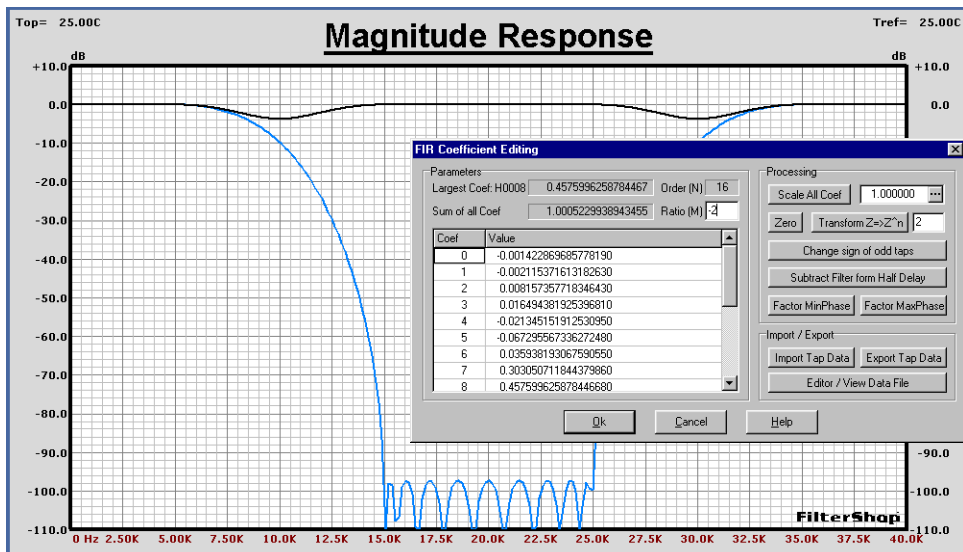 Top= 25.00C
Tref= 25.00C
Magnitude Response
dB
dB
+10.0
+10.0
0.0
0.0
-10.0
-20.0
-30.0
-40.0
-50.0
-60.0
-70.0
-80.0
-90.0
-90.0
-100.0
-100.0
-110.0
-110.0
FIR Coefficient Editing
Parameters
Largest Coef: H0008 0.4575996258784467 Order (N) 16
Sum of all Coef 1.0005229938943455 Ratio (M) -2
Coef Value
0 -0.001422869685778190
1 -0.002115371613182630
2 0.008157357718346430
3 0.016494381925396810
4 -0.021345151912530950
5 -0.067295567336272480
6 0.035938193067590550
7 0.303050711844379860
8 0.457599625878446680
Processing
Scale All Coef 1.000000 ...
Zero Transform Z=>Z^n 2
Change sign of odd taps
Subtract Filter form Half Delay
Factor MinPhase Factor MaxPhase
Import / Export
Import Tap Data Export Tap Data
Editor / View Data File
Ok Cancel Help
FilterShop
0 Hz 2.50K 5.00K 7.50K 10.0K 12.5K 15.0K 17.5K 20.0K 22.5K 25.0K 27.5K 30.0K 32.5K 35.0K 37.5K 40.0K